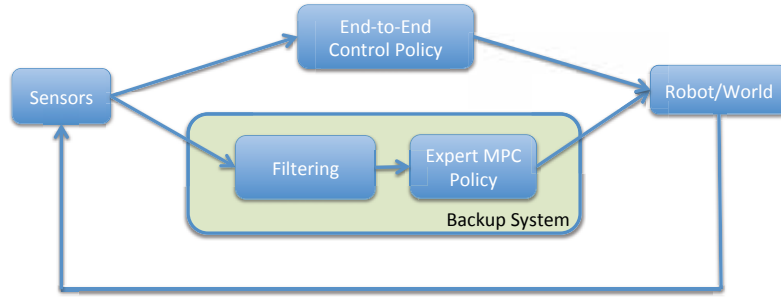 End-to-End
Control Policy
Sensors
Robot/World
Filtering
Expert MPC
Policy
Backup System